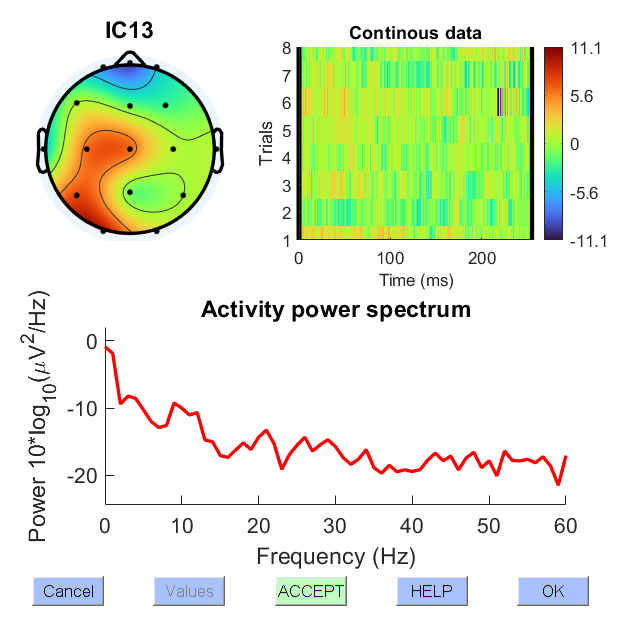 IC13
Continous data
8
7
6
5
4
3
2
1
Trials
0
100
200
Time (ms)
11.1
5.6
0
-5.6
-11.1
Activity power spectrum
Power 10*log10(μV2/Hz)
0
-10
-20
0
10
20
30
40
50
60
Frequency (Hz)
Cancel
Values
ACCEPT
HELP
OK